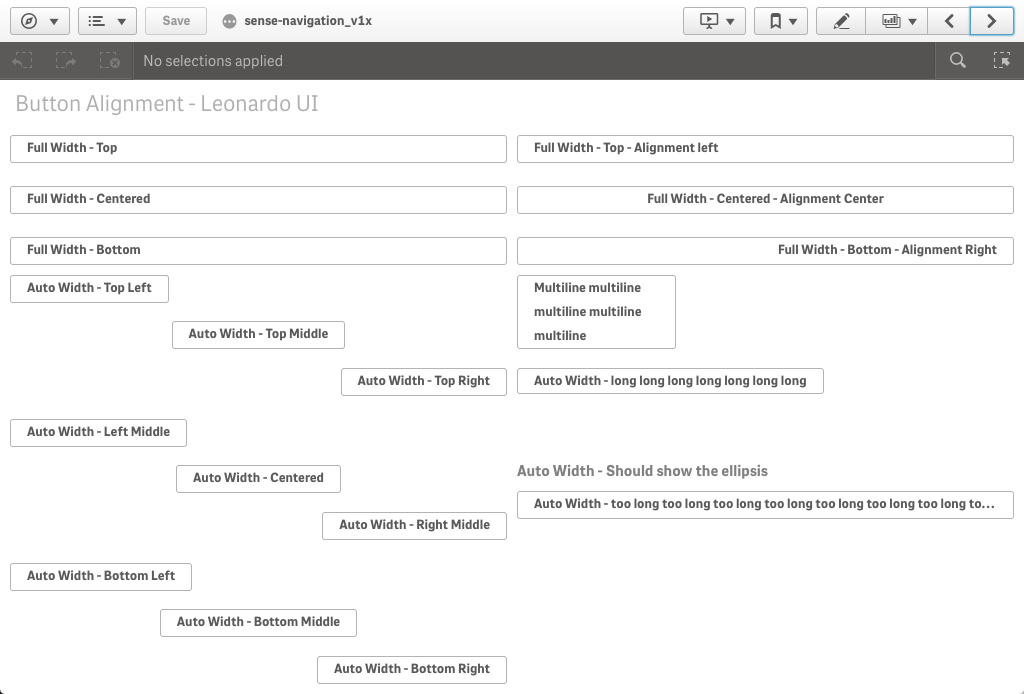 Save
sense-navigation_v1x
No selections applied
Button Alignment - Leonardo UI
Full Width - Top
Full Width - Top - Alignment left
Full Width - Centered
Full Width - Centered - Alignment Center
Full Width - Bottom
Full Width - Bottom - Alignment Right
Auto Width - Top Left
Auto Width - Top Middle
Auto Width - Top Right
Auto Width - Left Middle
Auto Width - Centered
Auto Width - Right Middle
Auto Width - Bottom Left
Auto Width - Bottom Middle
Auto Width - Bottom Right
Multiline multiline
multiline multiline
multiline
Auto Width - long long long long long long long
Auto Width - Should show the ellipsis
Auto Width - too long too long too long too long too long too long too long to...